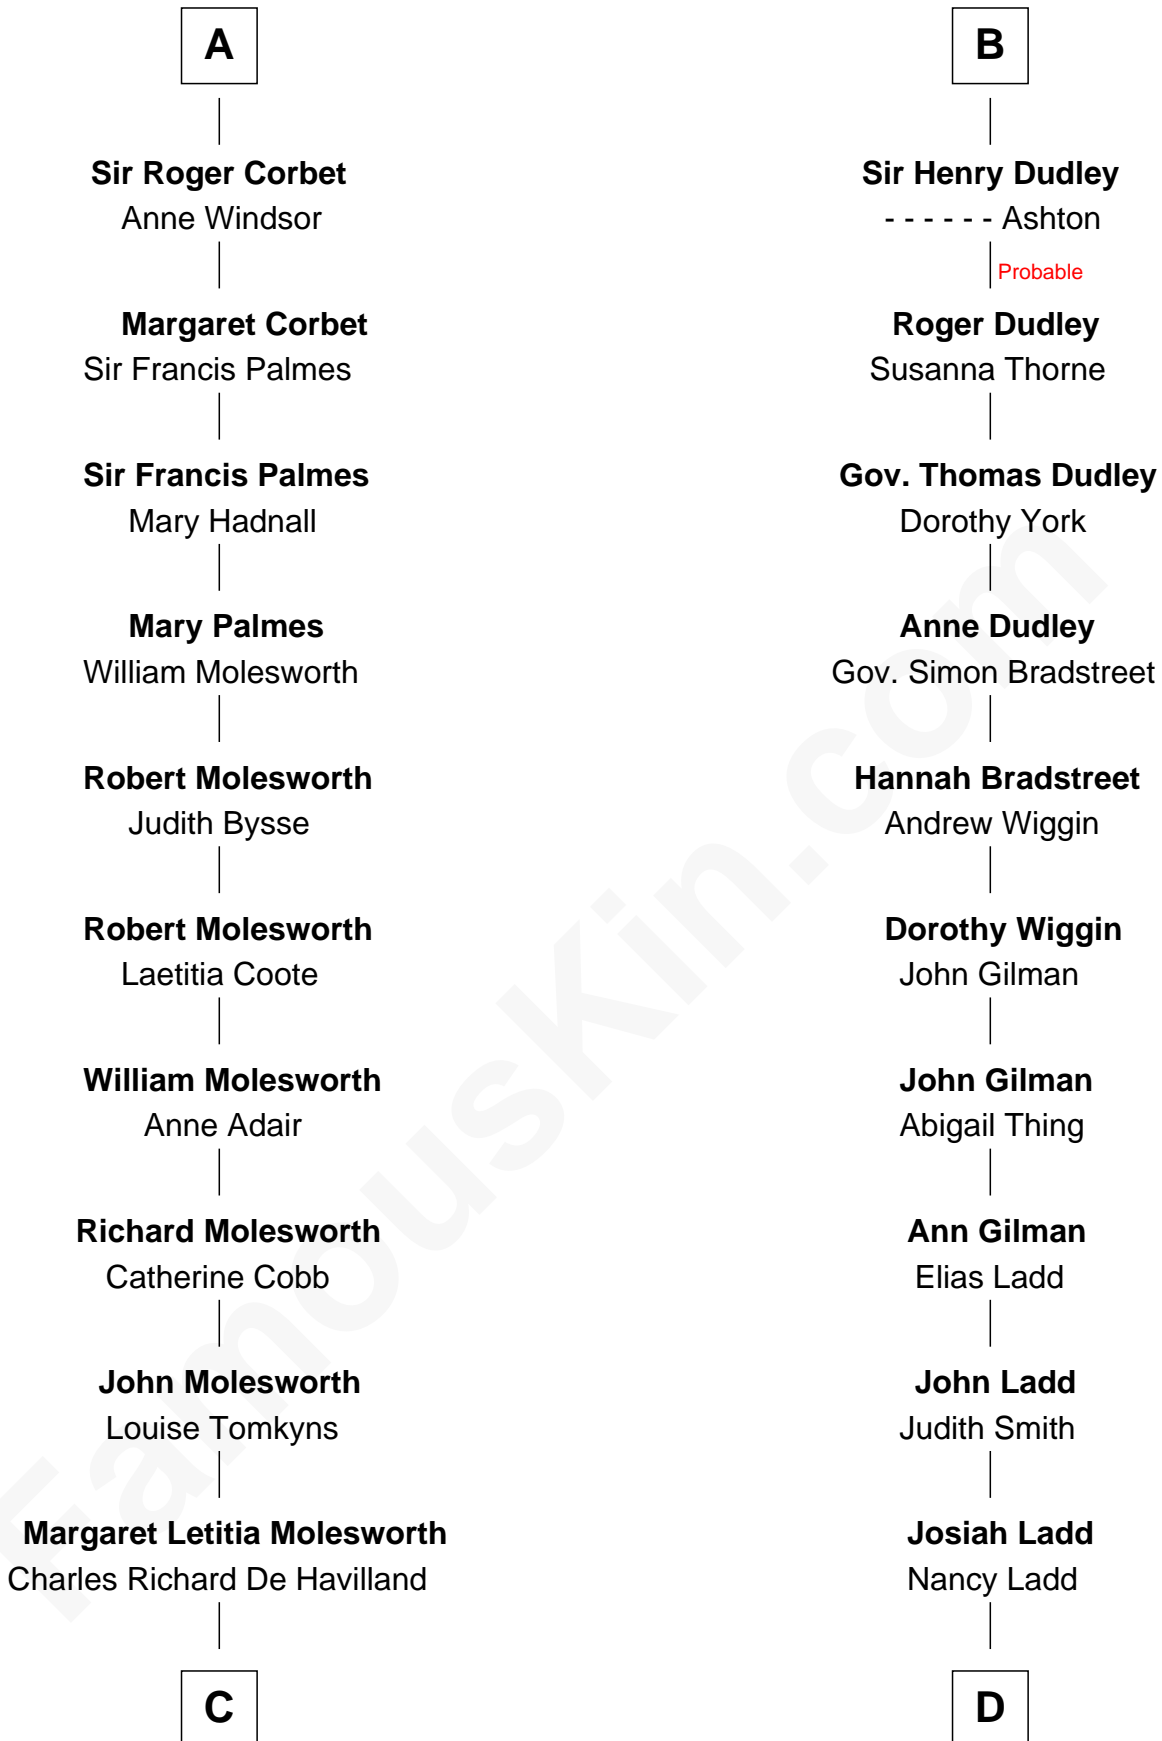 A
Sir Roger Corbet
Anne Windsor
Margaret Corbet
Sir Francis Palmes
Sir Francis Palmes
Mary Hadnall
Mary Palmes
William Molesworth
Robert Molesworth
Judith Bysse
Robert Molesworth
Laetitia Coote
William Molesworth
Anne Adair
Richard Molesworth
Catherine Cobb
John Molesworth
Louise Tomkyns
Margaret Letitia Molesworth
Charles Richard De Havilland
C
B
Sir Henry Dudley
- - - - - - Ashton
Probable
Roger Dudley
Susanna Thorne
Gov. Thomas Dudley
Dorothy York
Anne Dudley
Gov. Simon Bradstreet
Hannah Bradstreet
Andrew Wiggin
Dorothy Wiggin
John Gilman
John Gilman
Abigail Thing
Ann Gilman
Elias Ladd
John Ladd
Judith Smith
Josiah Ladd
Nancy Ladd
D
FamousKin.com